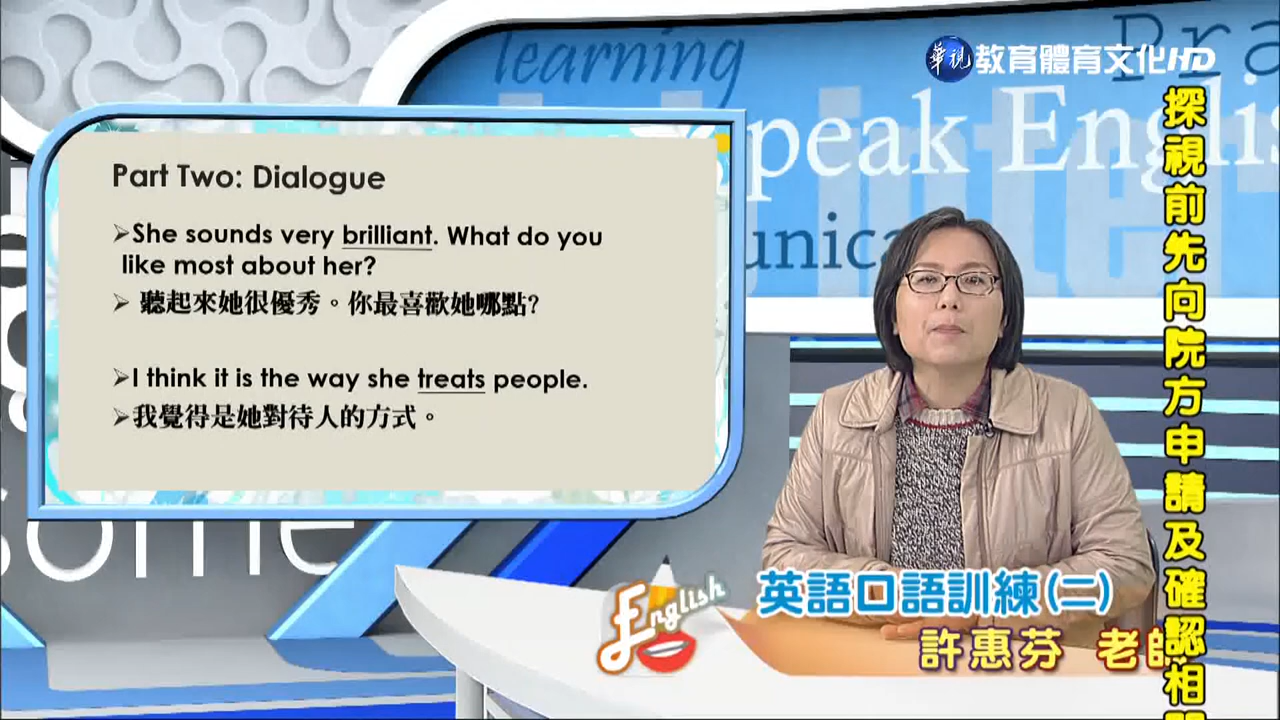 learning
Pra
華視 教育體育文化HD
peak Englis
unica
Part Two: Dialogue
➢She sounds very brilliant. What do you
like most about her?
➢ 聽起來她很優秀。你最喜歡她哪點?
➢I think it is the way she treats people.
➢我覺得是她對待人的方式。
some
English
英語口語訓練(二)
許惠芬 老師
探視前先向院方申請及確認相